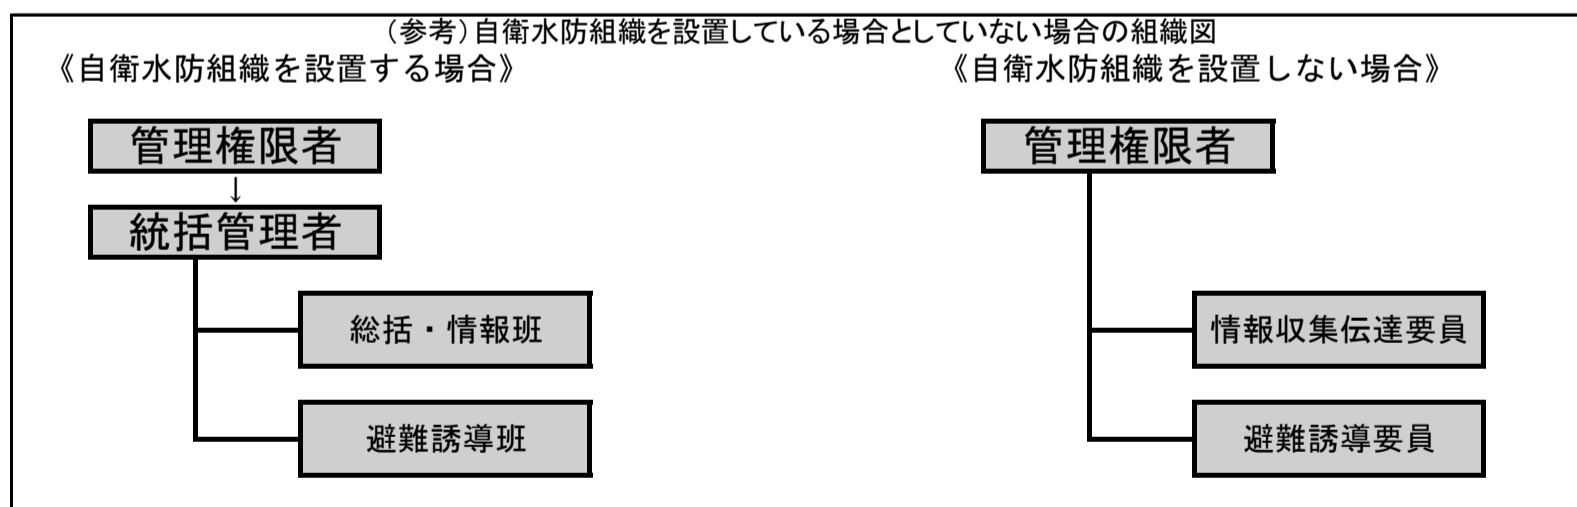 （参考）自衛水防組織を設置している場合としていない場合の組織図
《自衛水防組織を設置する場合》
管理権限者
↓
統括管理者
総括・情報班
避難誘導班
《自衛水防組織を設置しない場合》
管理権限者
情報収集伝達要員
避難誘導要員